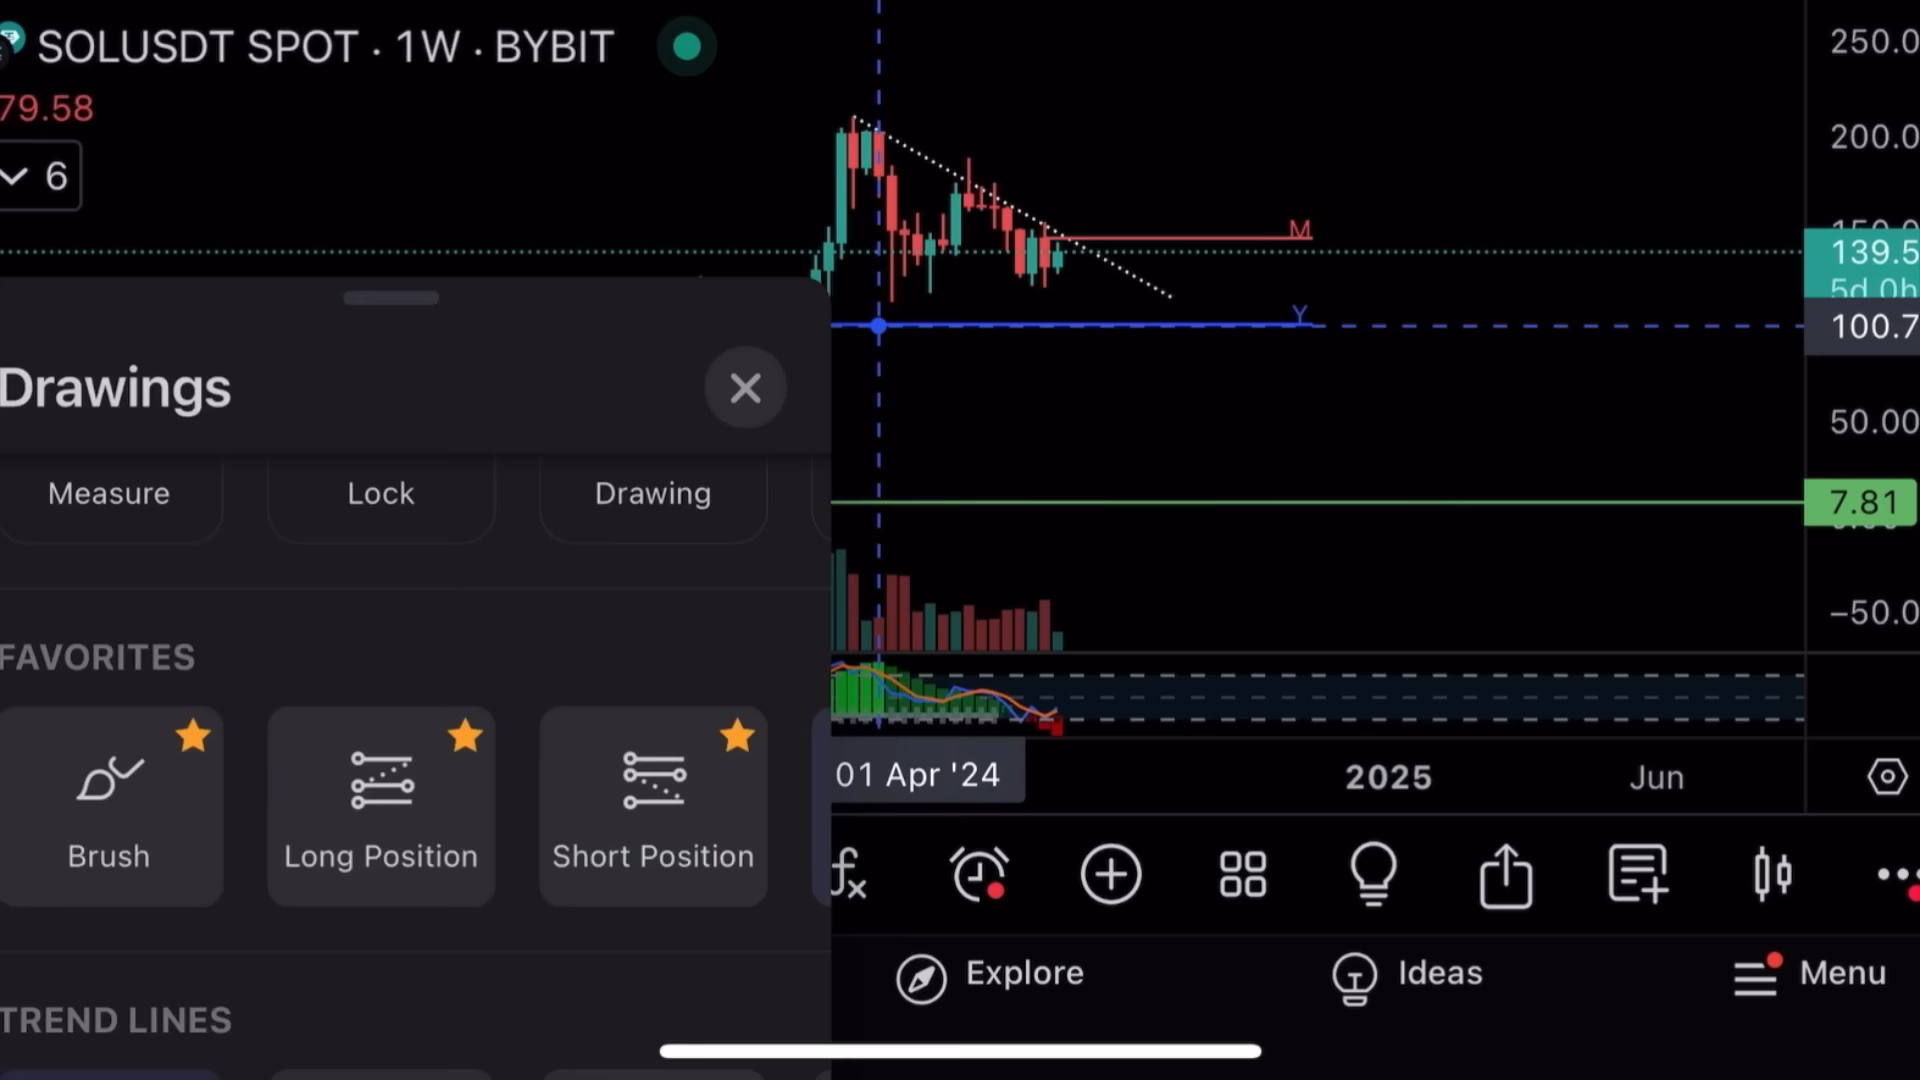 SOLUSDT SPOT · 1W · BYBIT
79.58
6
Drawings
Measure
Lock
Drawing
FAVORITES
Brush
Long Position
Short Position
TREND LINES
M
Y
250.0
200.0
139.5
5d 0h
100.7
50.00
7.81
−50.0
01 Apr '24
2025
Jun
Explore
Ideas
Menu